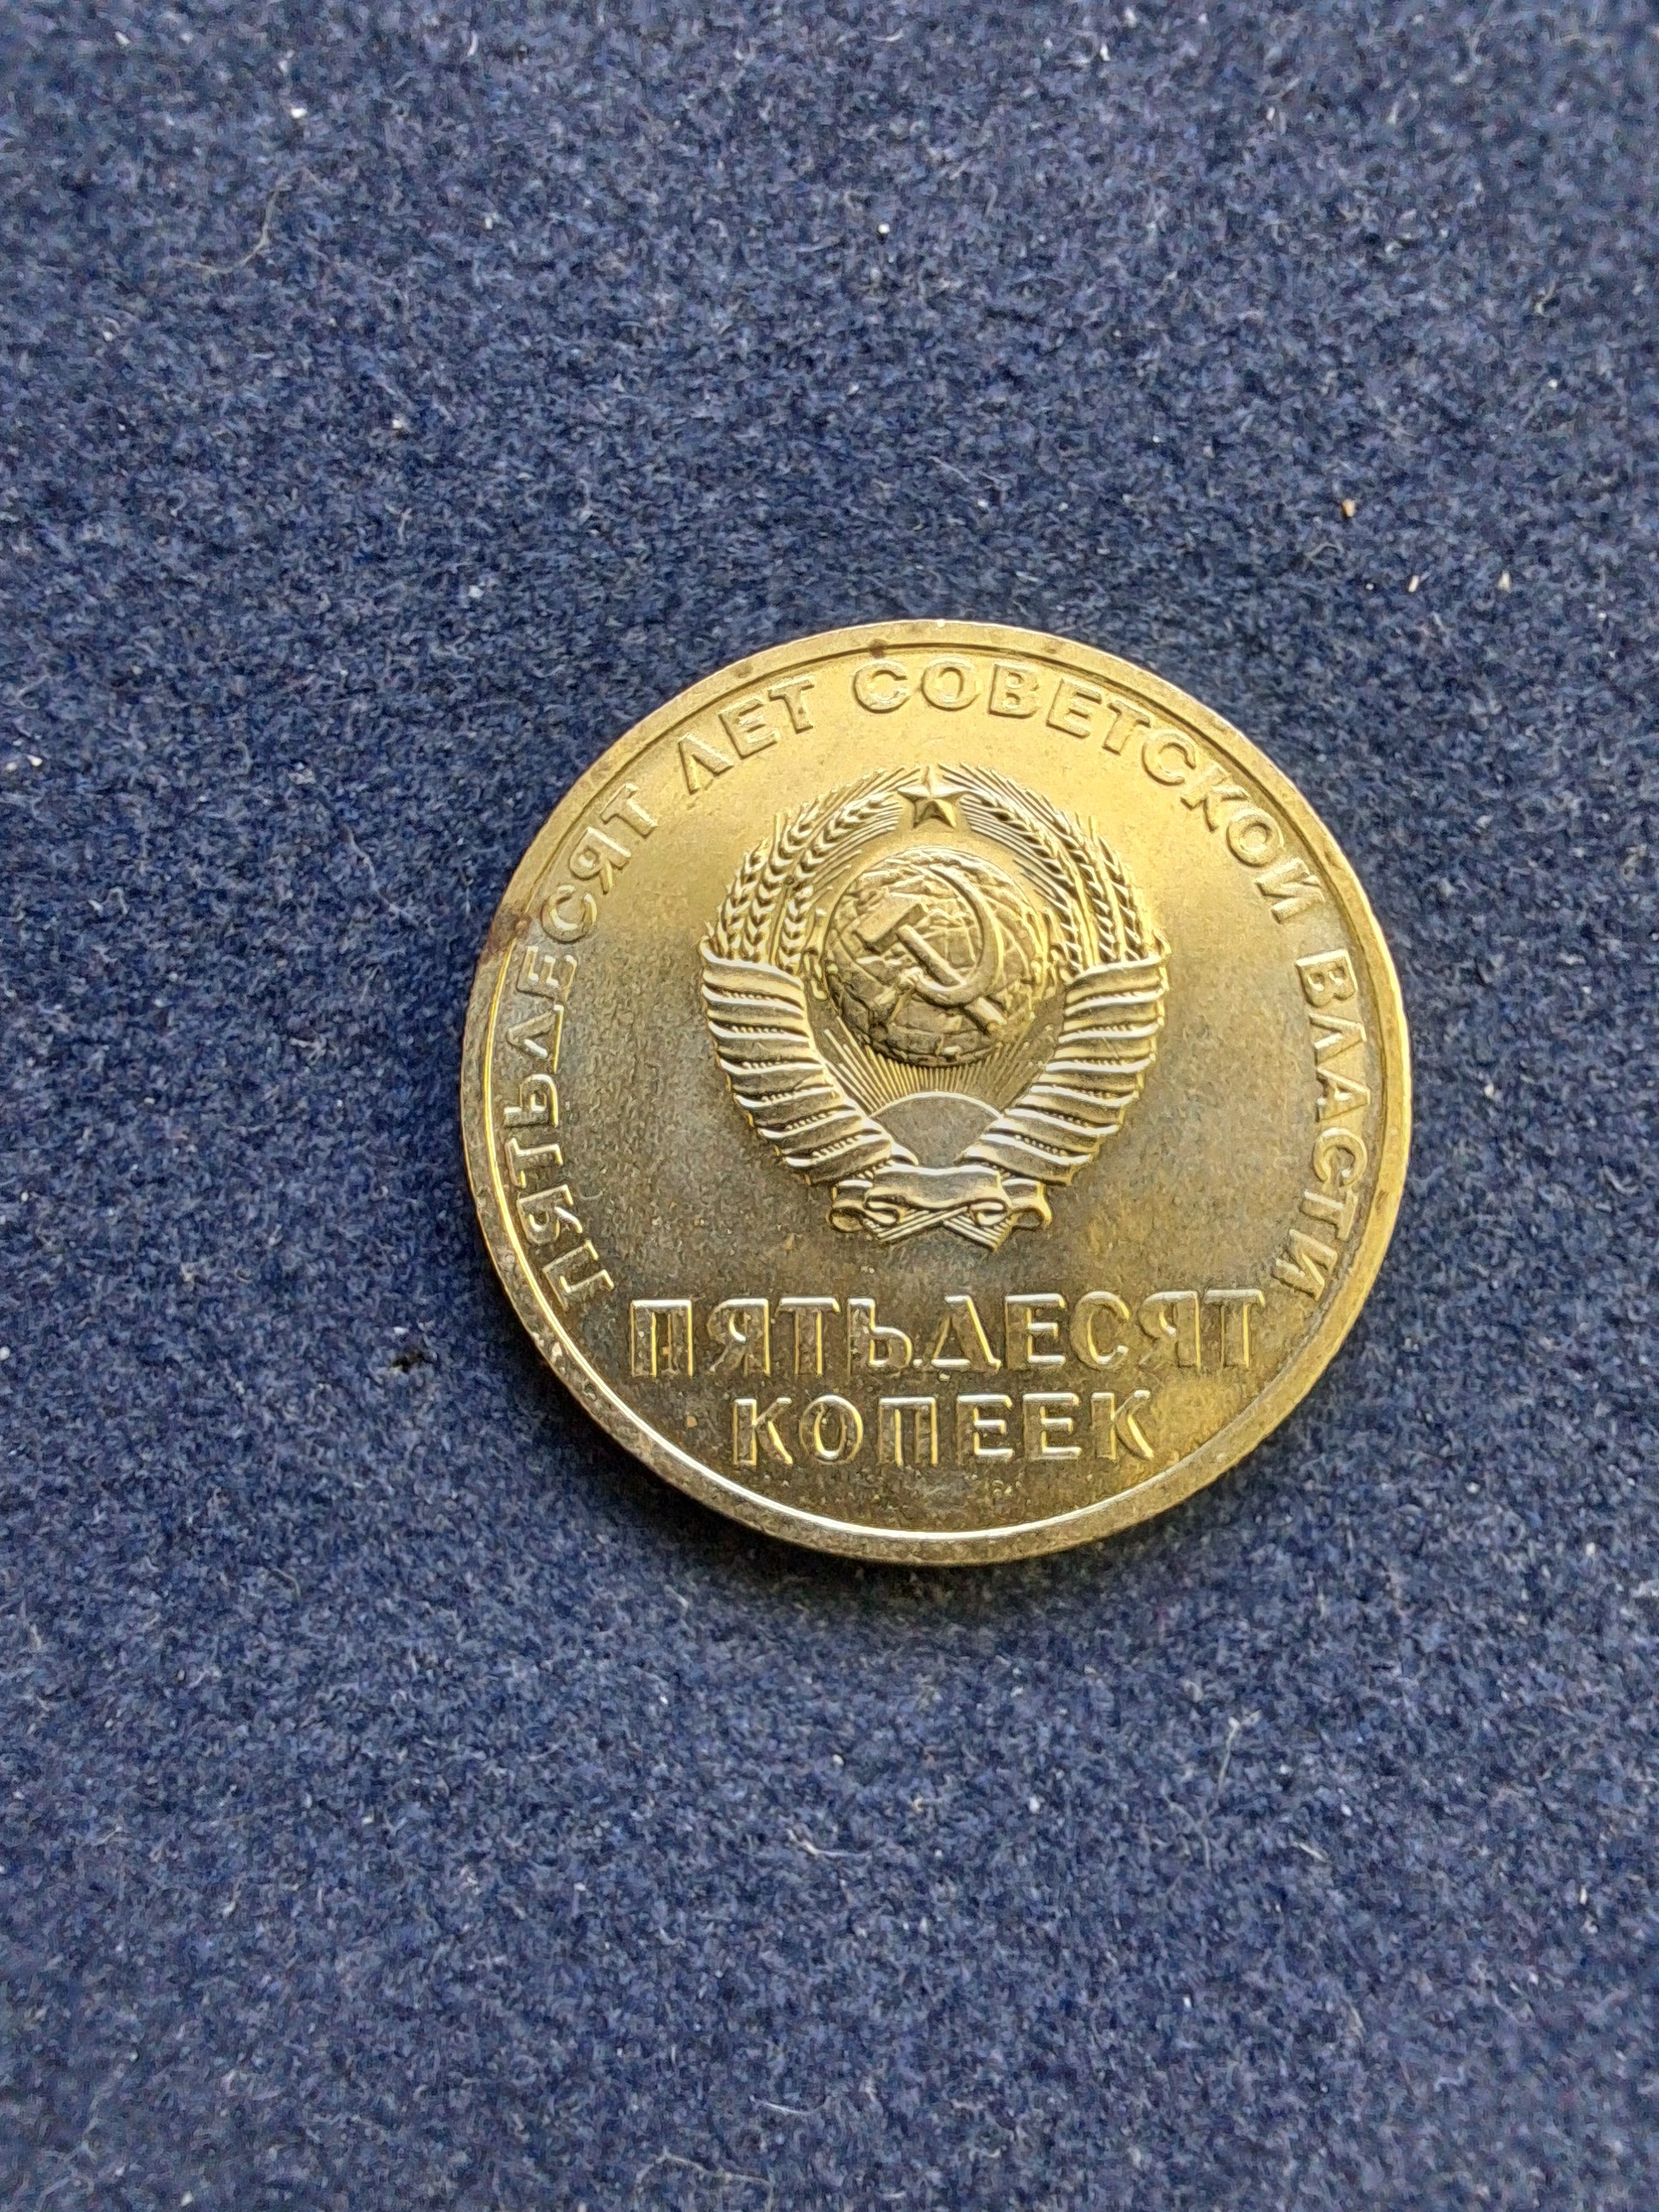 ПЯТЬДЕСЯТ ЛЕТ СОВЕТСКОЙ ВЛАСТИ
ПЯТЬДЕСЯТ
КОПЕЕК